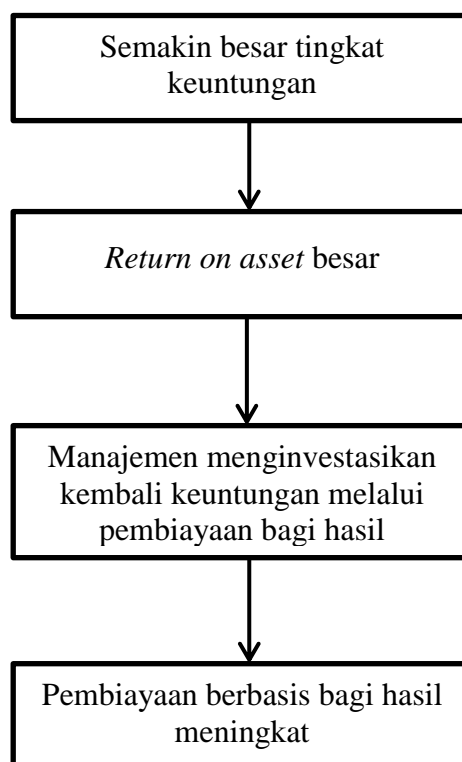 Semakin besar tingkat
keuntungan
Return on asset besar
Manajemen menginvestasikan
kembali keuntungan melalui
pembiayaan bagi hasil
Pembiayaan berbasis bagi hasil
meningkat